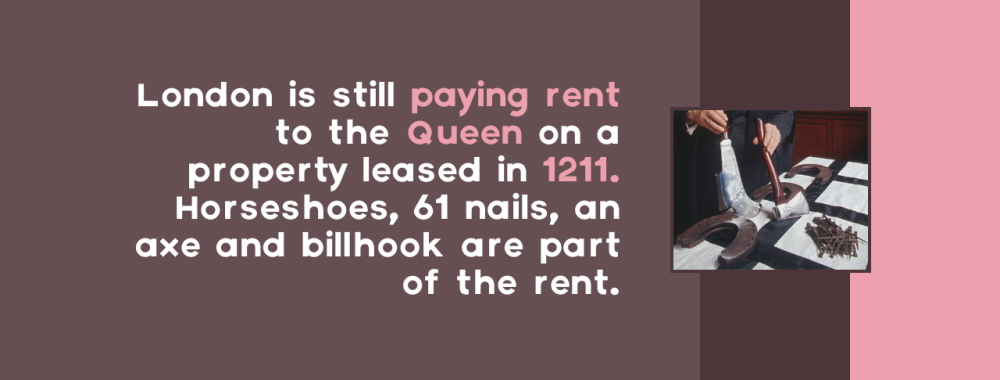 London is still paying rent
to the Queen on a
property leased in 1211.
Horseshoes, 61 nails, an
axe and billhook are part
of the rent.